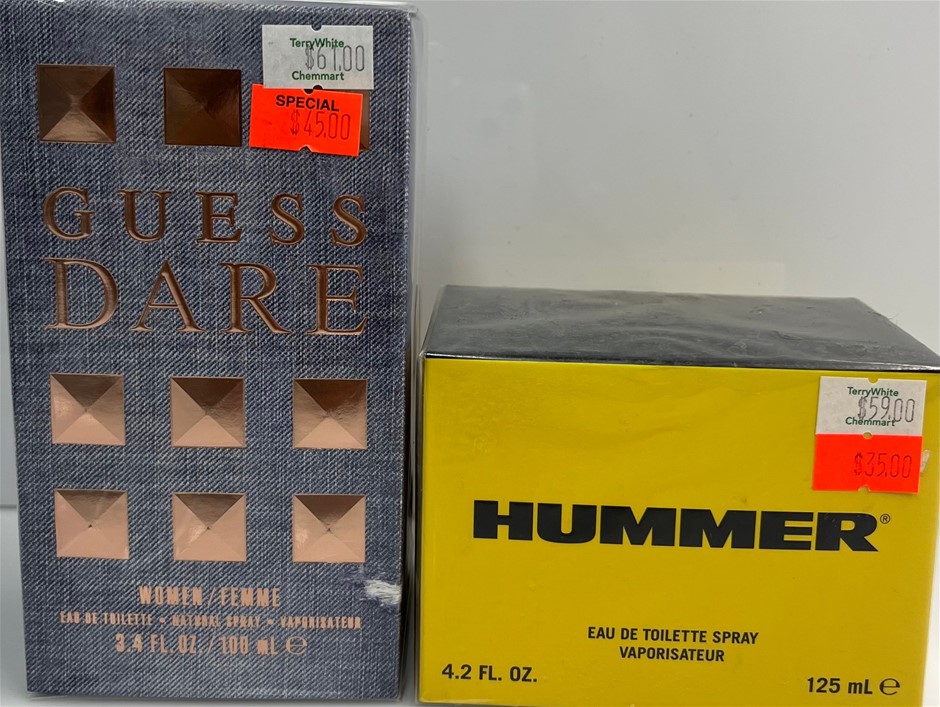 TerryWhite
$61.00
Chemmart
SPECIAL
$45.00
GUESS
DARE
WOMEN/FEMME
EAU DE TOILETTE • NATURAL SPRAY • VAPORISATEUR
3.4 FL. OZ./100 mL ℮
TerryWhite
$59.00
Chemmart
$35.00
HUMMER®
EAU DE TOILETTE SPRAY
VAPORISATEUR
4.2 FL. OZ.
125 mL ℮